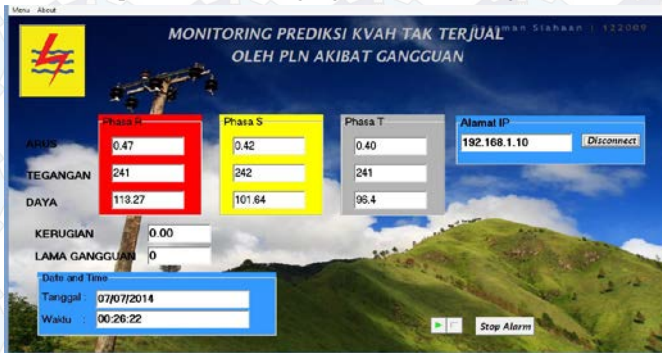 Menu About
MONITORING PREDIKSI KVAH TAK TERJUAL
OLEH PLN AKIBAT GANGGUAN
Siahaan | 122009
Phasa R Phasa S Phasa T Alamat IP
ARUS 0.47 0.42 0.40 192.168.1.10 Disconnect
TEGANGAN 241 242 241
DAYA 113.27 101.64 96.4
KERUGIAN 0.00
LAMA GANGGUAN 0
Date and Time
Tanggal : 07/07/2014
Waktu : 00:26:22
Stop Alarm